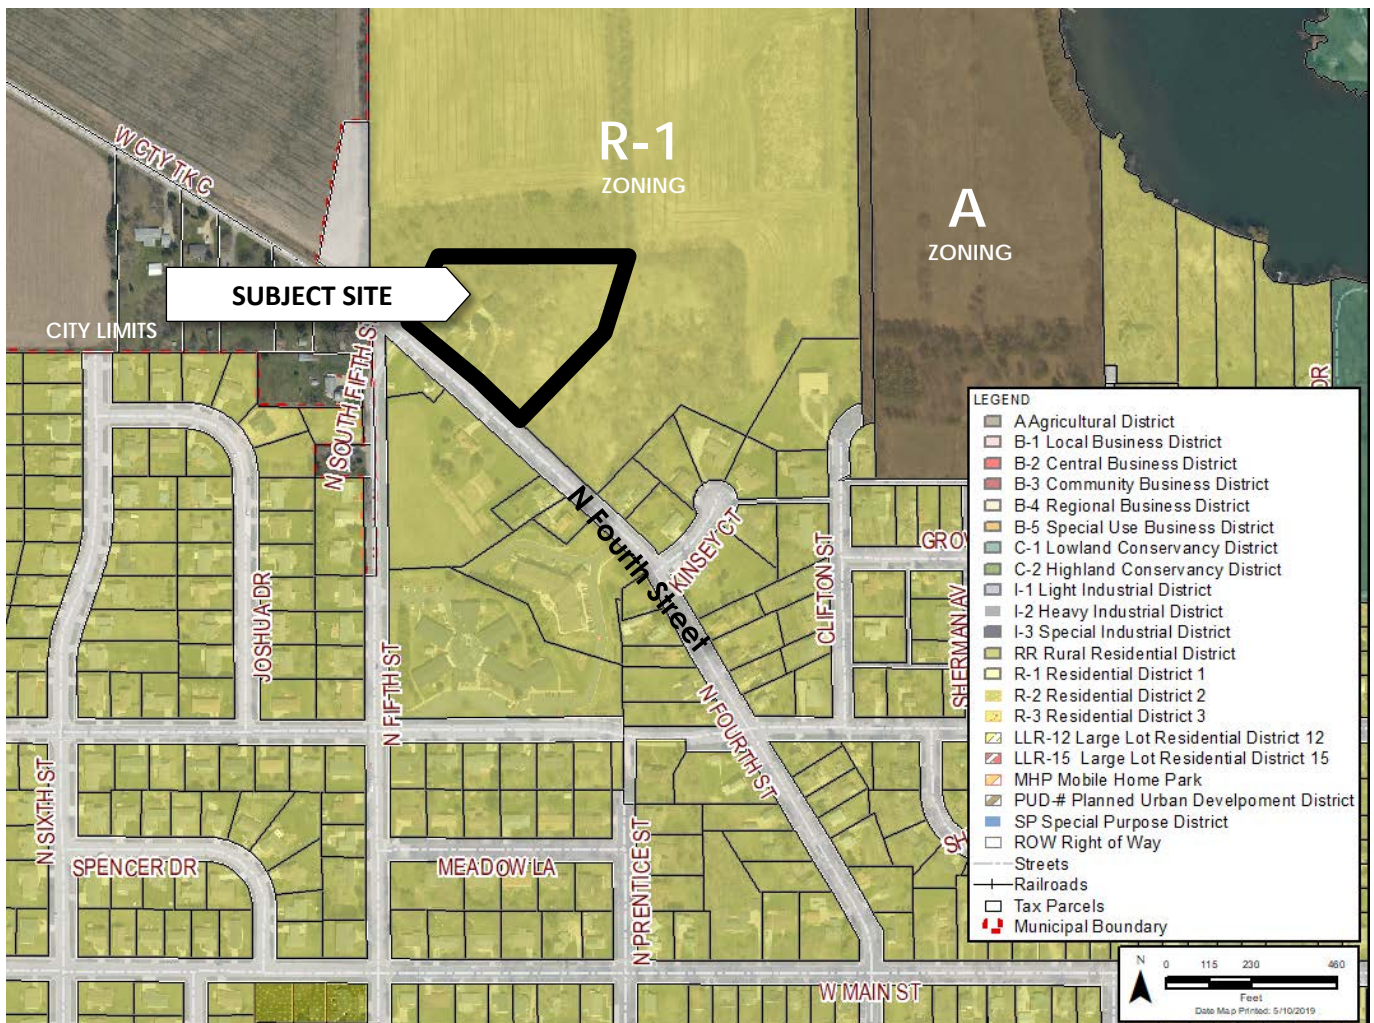 R-1
ZONING
A
ZONING
W CTY TK C
SUBJECT SITE
CITY LIMITS
N SOUTH FIFTH S
N Fourth Street
KINSEY CT
CLIFTON ST
GRO
SHERMAN AV
JOSHUA DR
N FIFTH ST
N FOURTH ST
N SIXTH ST
SPENCER DR
MEADOW LA
N PRENTICE ST
SH
W MAIN ST
DR
LEGEND
A Agricultural District
B-1 Local Business District
B-2 Central Business District
B-3 Community Business District
B-4 Regional Business District
B-5 Special Use Business District
C-1 Lowland Conservancy District
C-2 Highland Conservancy District
I-1 Light Industrial District
I-2 Heavy Industrial District
I-3 Special Industrial District
RR Rural Residential District
R-1 Residential District 1
R-2 Residential District 2
R-3 Residential District 3
LLR-12 Large Lot Residential District 12
LLR-15 Large Lot Residential District 15
MHP Mobile Home Park
PUD-# Planned Urban Develpoment District
SP Special Purpose District
ROW Right of Way
Streets
Railroads
Tax Parcels
Municipal Boundary
N
0 115 230 460
Feet
Date Map Printed: 5/10/2019